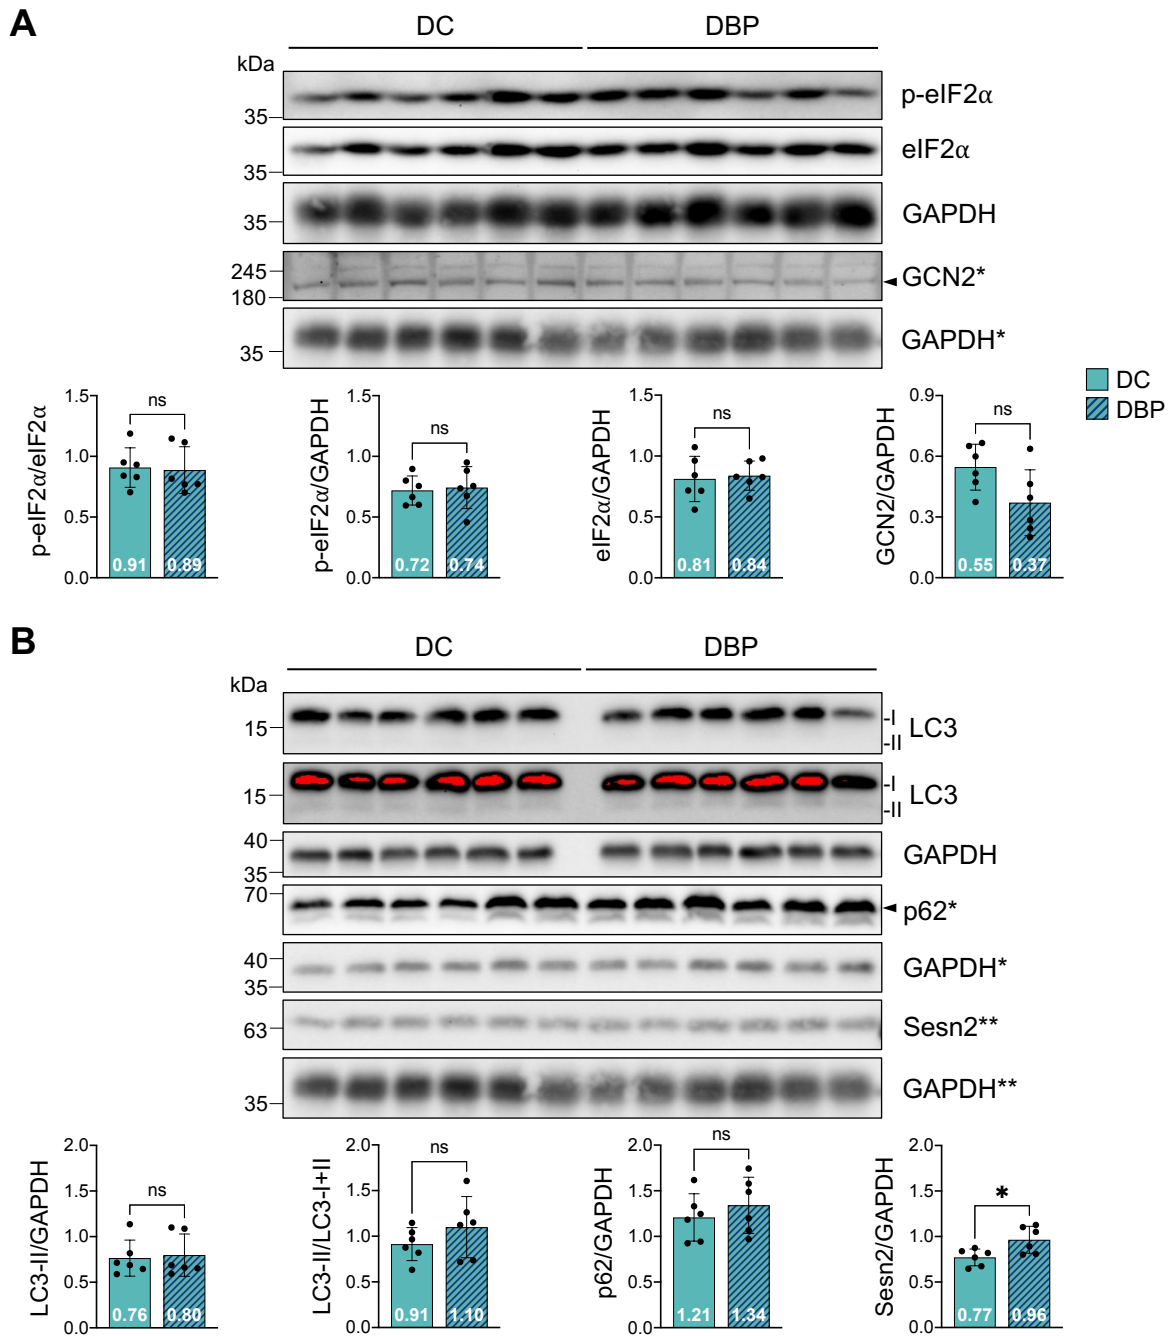 A
DC DBP
kDa
35 p-eIF2α
35 eIF2α
35 GAPDH
245
180 GCN2*
35 GAPDH*
DC
DBP
p-eIF2α/eIF2α
1.5
1.0
0.5
0.0
ns
0.91 0.89
p-eIF2α/GAPDH
1.5
1.0
0.5
0.0
ns
0.72 0.74
eIF2α/GAPDH
1.5
1.0
0.5
0.0
ns
0.81 0.84
GCN2/GAPDH
0.9
0.6
0.3
0.0
ns
0.55 0.37
B
DC DBP
kDa
15 -I -II LC3
15 -I -II LC3
40
35 GAPDH
70 p62*
40
35 GAPDH*
63 Sesn2**
35 GAPDH**
LC3-II/GAPDH
2.0
1.5
1.0
0.5
0.0
ns
0.76 0.80
LC3-II/LC3-I+II
2.0
1.5
1.0
0.5
0.0
ns
0.91 1.10
p62/GAPDH
2.0
1.5
1.0
0.5
0.0
ns
1.21 1.34
Sesn2/GAPDH
2.0
1.5
1.0
0.5
0.0
*
0.77 0.96